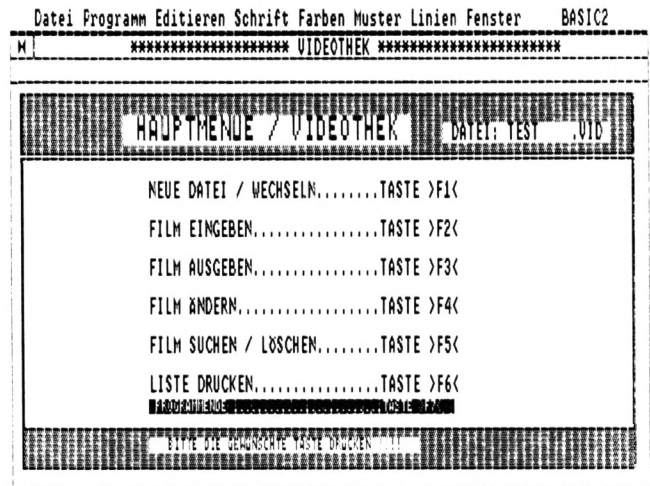 Datei Programm Editieren Schrift Farben Muster Linien Fenster BASIC2
******************* VIDEOTHEK **********************
HAUPTMENUE / VIDEOTHEK DATEI: TEST .VID
NEUE DATEI / WECHSELN........TASTE >F1<
FILM EINGEBEN................TASTE >F2<
FILM AUSGEBEN................TASTE >F3<
FILM ÄNDERN..................TASTE >F4<
FILM SUCHEN / LÖSCHEN........TASTE >F5<
LISTE DRUCKEN................TASTE >F6<
PROGRAMMENDE.................TASTE >F7<
BITTE DIE GEWÜNSCHTE TASTE DRÜCKEN !!!!